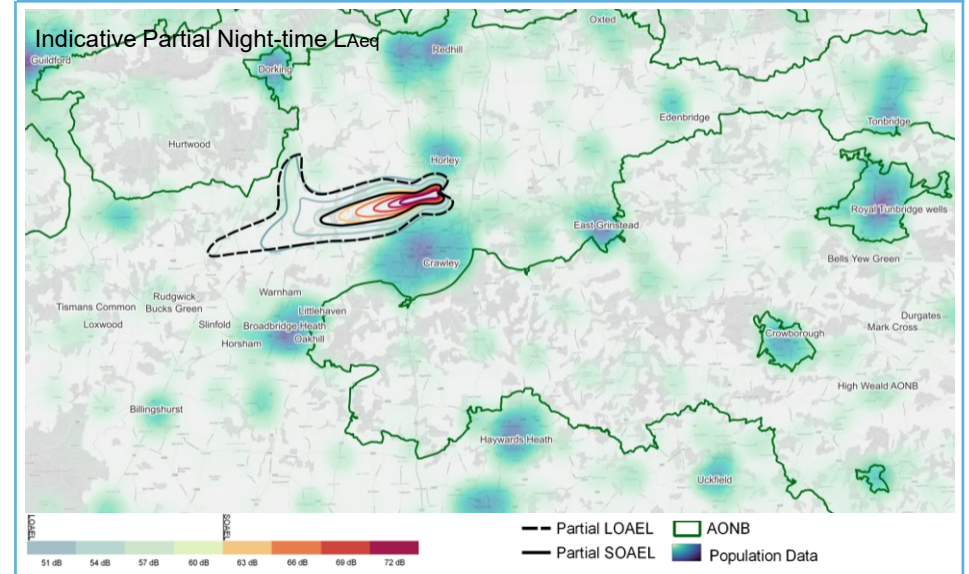 Indicative Partial Night-time LAeq
Oxted
Redhill
Guildford
Dorking
Edenbridge
Tonbridge
Hurtwood
Horley
Royal Tunbridge wells
East Grinstead
Bells Yew Green
Crawley
Warnham
Rudgwick
Bucks Green
Tismans Common
Littlehaven
Loxwood
Slinfold
Broadbridge Heath
Durgates
Mark Cross
Crowborough
Oakhill
Horsham
High Weald AONB
Billingshurst
Haywards Heath
Uckfield
LOAEL
SOAEL
51 dB 54 dB 57 dB 60 dB 63 dB 66 dB 69 dB 72 dB
Partial LOAEL
AONB
Partial SOAEL
Population Data